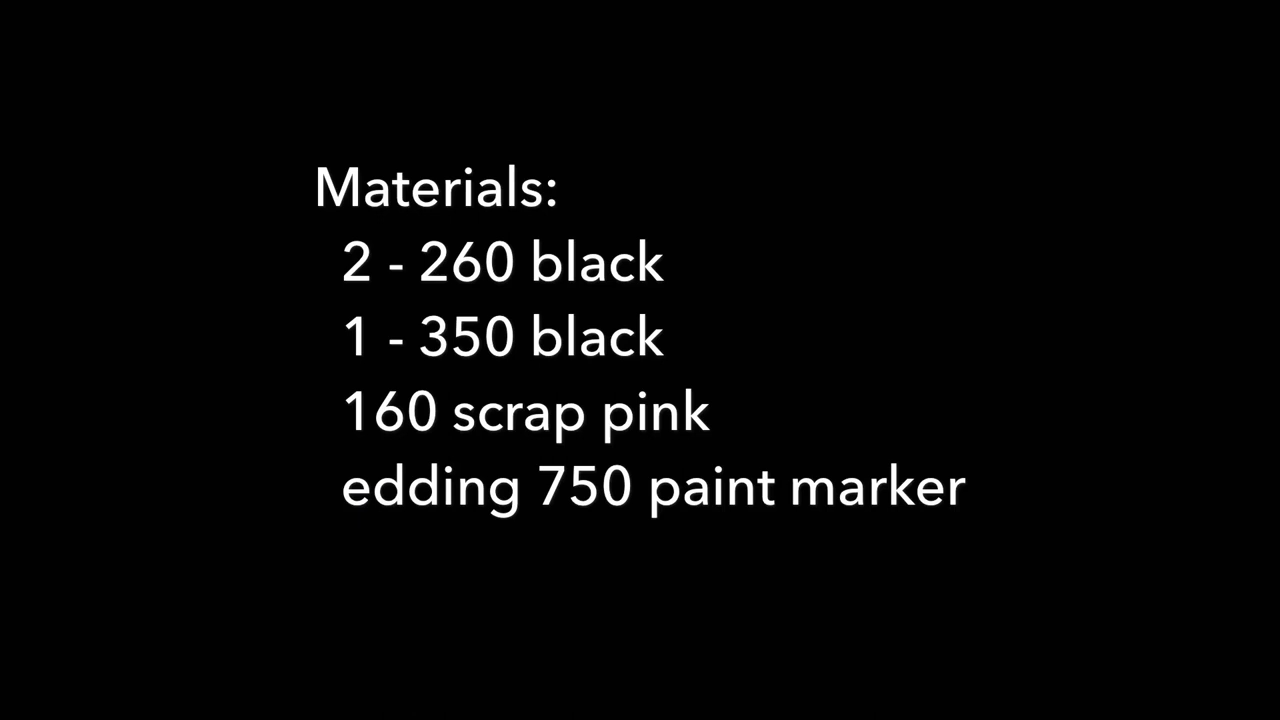 Materials:
2 - 260 black
1 - 350 black
160 scrap pink
edding 750 paint marker